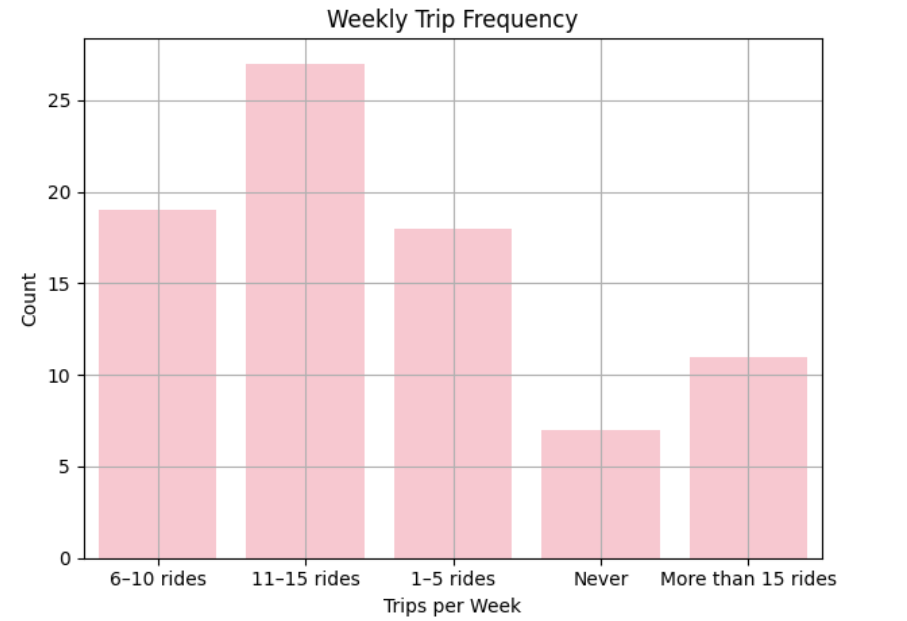 Weekly Trip Frequency
Count
25
20
15
10
5
0
6–10 rides
11–15 rides
1–5 rides
Never
More than 15 rides
Trips per Week